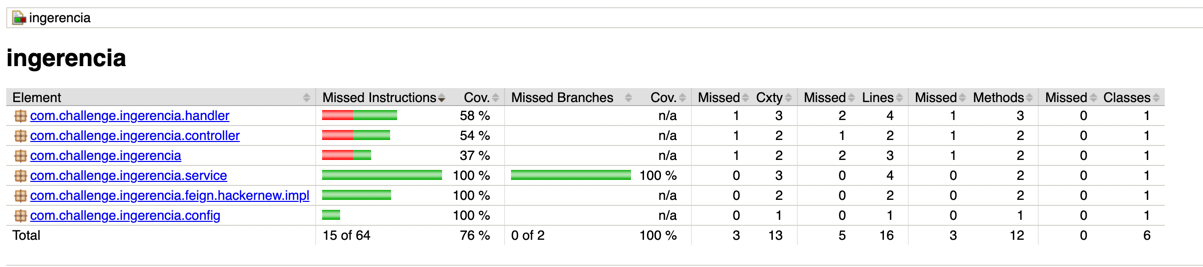 ingerencia
ingerencia
Element Missed Instructions Cov. Missed Branches Cov. Missed Cxty Missed Lines Missed Methods Missed Classes
com.challenge.ingerencia.handler 58 % n/a 1 3 2 4 1 3 0 1
com.challenge.ingerencia.controller 54 % n/a 1 2 1 2 1 2 0 1
com.challenge.ingerencia 37 % n/a 1 2 2 3 1 2 0 1
com.challenge.ingerencia.service 100 % 100 % 0 3 0 4 0 2 0 1
com.challenge.ingerencia.feign.hackernew.impl 100 % n/a 0 2 0 2 0 2 0 1
com.challenge.ingerencia.config 100 % n/a 0 1 0 1 0 1 0 1
Total 15 of 64 76 % 0 of 2 100 % 3 13 5 16 3 12 0 6